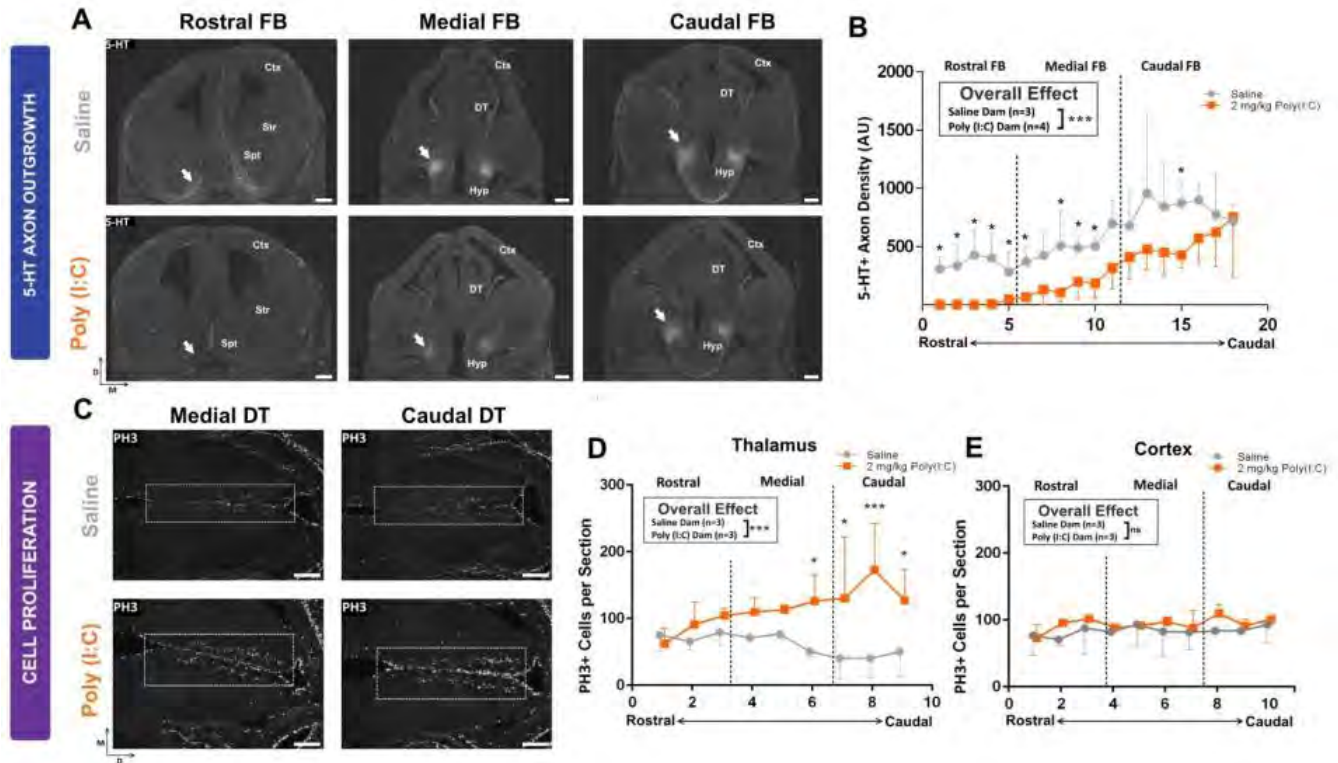 A
Rostral FB
Medial FB
Caudal FB
5-HT AXON OUTGROWTH
Saline
5-HT
Ctx
Str
Spt
Ctx
DT
Hyp
Ctx
DT
Hyp
Poly (I:C)
5-HT
Ctx
Str
Spt
Ctx
DT
Hyp
Ctx
DT
Hyp
D
M
B
Rostral FB
Medial FB
Caudal FB
Saline
2 mg/kg Poly(I:C)
Overall Effect
Saline Dam (n=3)
Poly (I:C) Dam (n=4)
***
5-HT+ Axon Density (AU)
2000
1500
1000
500
* * * * * * * * * *
0 5 10 15 20
Rostral
Caudal
C
Medial DT
Caudal DT
CELL PROLIFERATION
Saline
PH3
PH3
Poly (I:C)
PH3
PH3
M
D
D
Thalamus
Saline
2 mg/kg Poly(I:C)
Rostral
Medial
Caudal
Overall Effect
Saline Dam (n=3)
Poly (I:C) Dam (n=3)
***
PH3+ Cells per Section
300
200
100
0
* * *** *
0 2 4 6 8 10
Rostral
Caudal
E
Cortex
Saline
2 mg/kg Poly(I:C)
Rostral
Medial
Caudal
Overall Effect
Saline Dam (n=3)
Poly (I:C) Dam (n=3)
ns
PH3+ Cells per Section
300
200
100
0
0 2 4 6 8 10
Rostral
Caudal